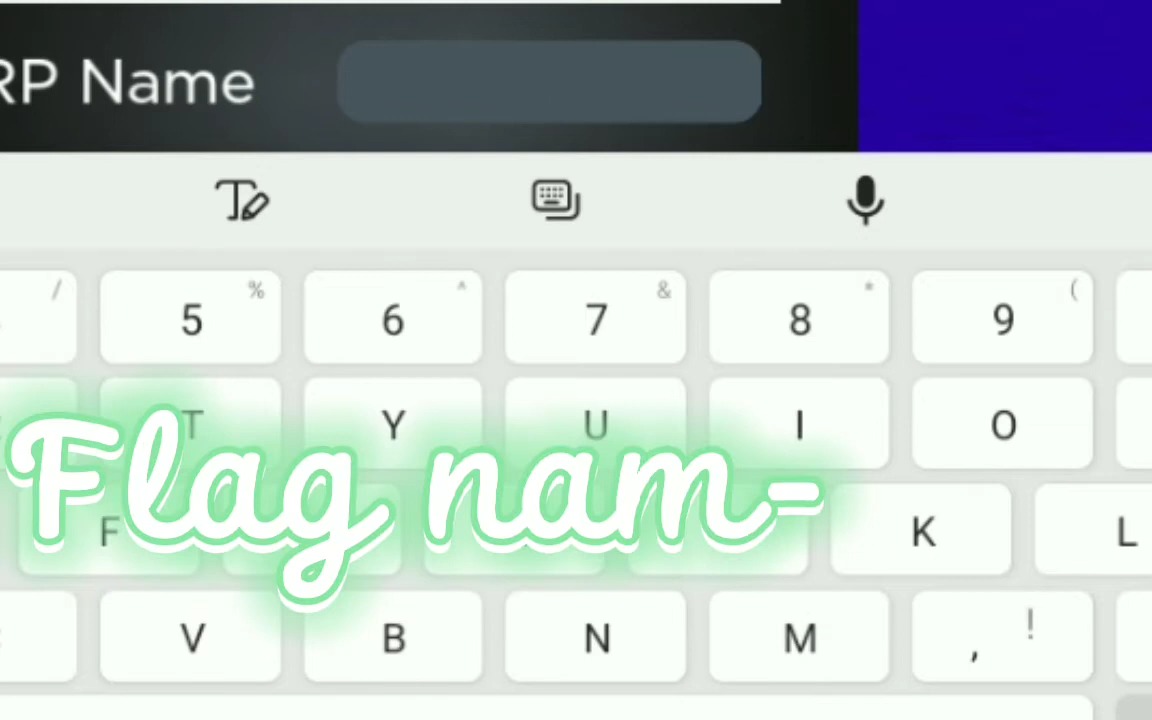 RP Name
/ 5 % 6 ^ 7 & 8 * 9 (
T Y U I O
Flag nam-
F K L
V B N M , !